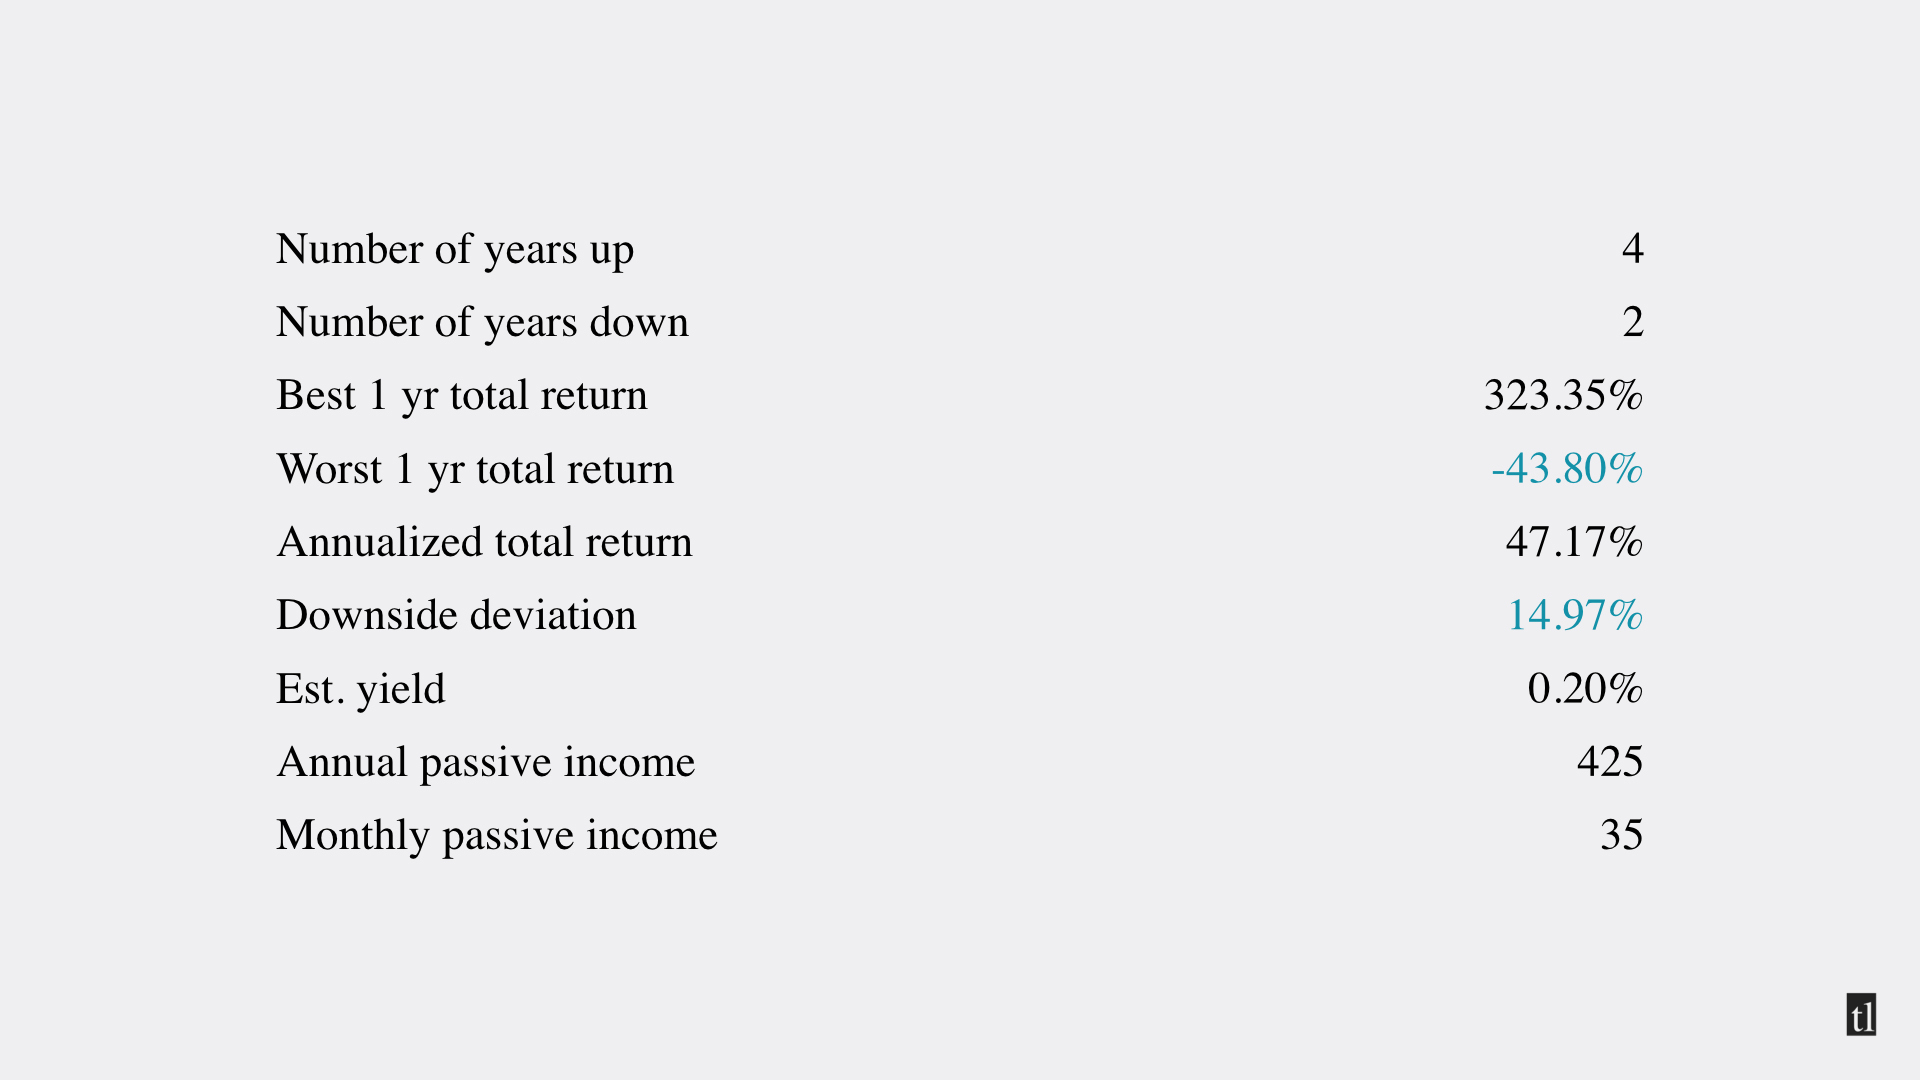 Number of years up 4
Number of years down 2
Best 1 yr total return 323.35%
Worst 1 yr total return -43.80%
Annualized total return 47.17%
Downside deviation 14.97%
Est. yield 0.20%
Annual passive income 425
Monthly passive income 35
tl